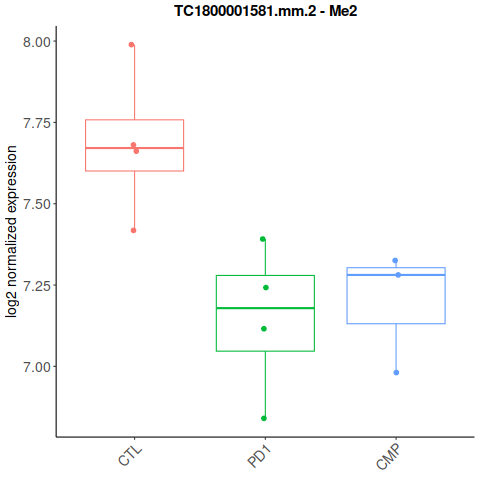 TC1800001581.mm.2 - Me2
8.00
7.75
7.50
7.25
7.00
log2 normalized expression
CTL
PD1
CMP